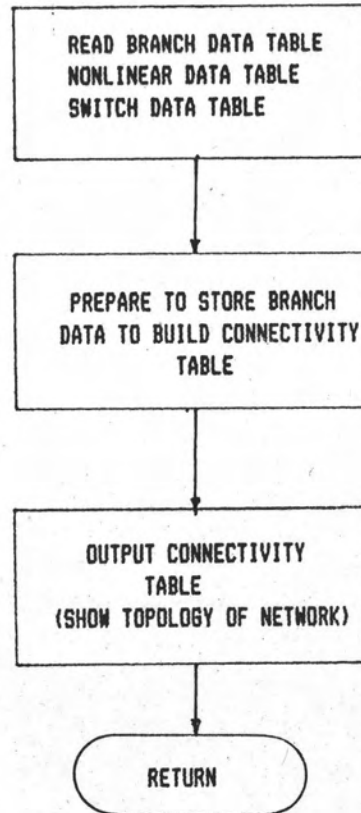 READ BRANCH DATA TABLE
NONLINEAR DATA TABLE
SWITCH DATA TABLE
PREPARE TO STORE BRANCH
DATA TO BUILD CONNECTIVITY
TABLE
OUTPUT CONNECTIVITY
TABLE
(SHOW TOPOLOGY OF NETWORK)
RETURN